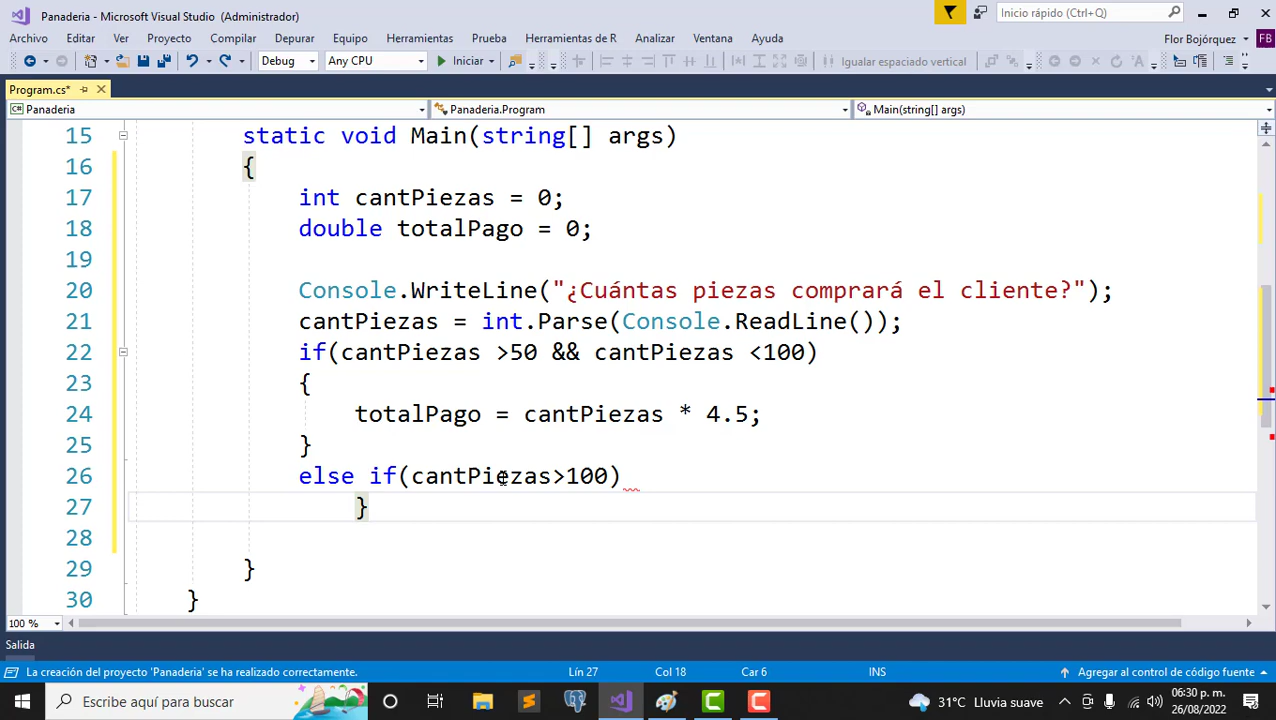 Panaderia - Microsoft Visual Studio (Administrador)
Inicio rápido (Ctrl+Q)
Archivo Editar Ver Proyecto Compilar Depurar Equipo Herramientas Prueba Herramientas de R Analizar Ventana Ayuda
Flor Bojórquez FB
Debug Any CPU Iniciar Igualar espaciado vertical
Program.cs*
C# Panaderia Panaderia.Program Main(string[] args)
15 static void Main(string[] args)
16 {
17 int cantPiezas = 0;
18 double totalPago = 0;
19
20 Console.WriteLine("¿Cuántas piezas comprará el cliente?");
21 cantPiezas = int.Parse(Console.ReadLine());
22 if(cantPiezas >50 && cantPiezas <100)
23 {
24 totalPago = cantPiezas * 4.5;
25 }
26 else if(cantPiezas>100)
27 }
28
29 }
30 }
100 %
Salida
La creación del proyecto 'Panaderia' se ha realizado correctamente. Lín 27 Col 18 Car 6 INS Agregar al control de código fuente
Escribe aquí para buscar 31°C Lluvia suave 06:30 p. m.
26/08/2022